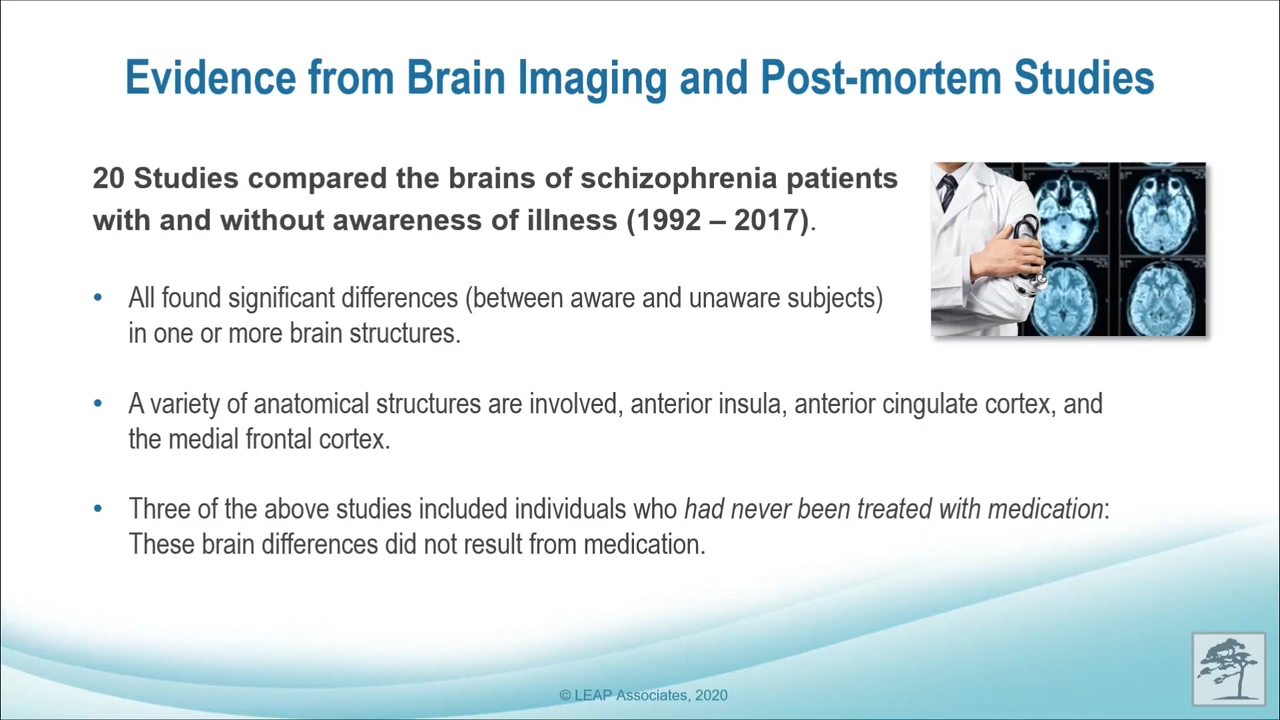 Evidence from Brain Imaging and Post-mortem Studies
20 Studies compared the brains of schizophrenia patients
with and without awareness of illness (1992 – 2017).
• All found significant differences (between aware and unaware subjects)
in one or more brain structures.
• A variety of anatomical structures are involved, anterior insula, anterior cingulate cortex, and
the medial frontal cortex.
• Three of the above studies included individuals who had never been treated with medication:
These brain differences did not result from medication.
© LEAP Associates, 2020